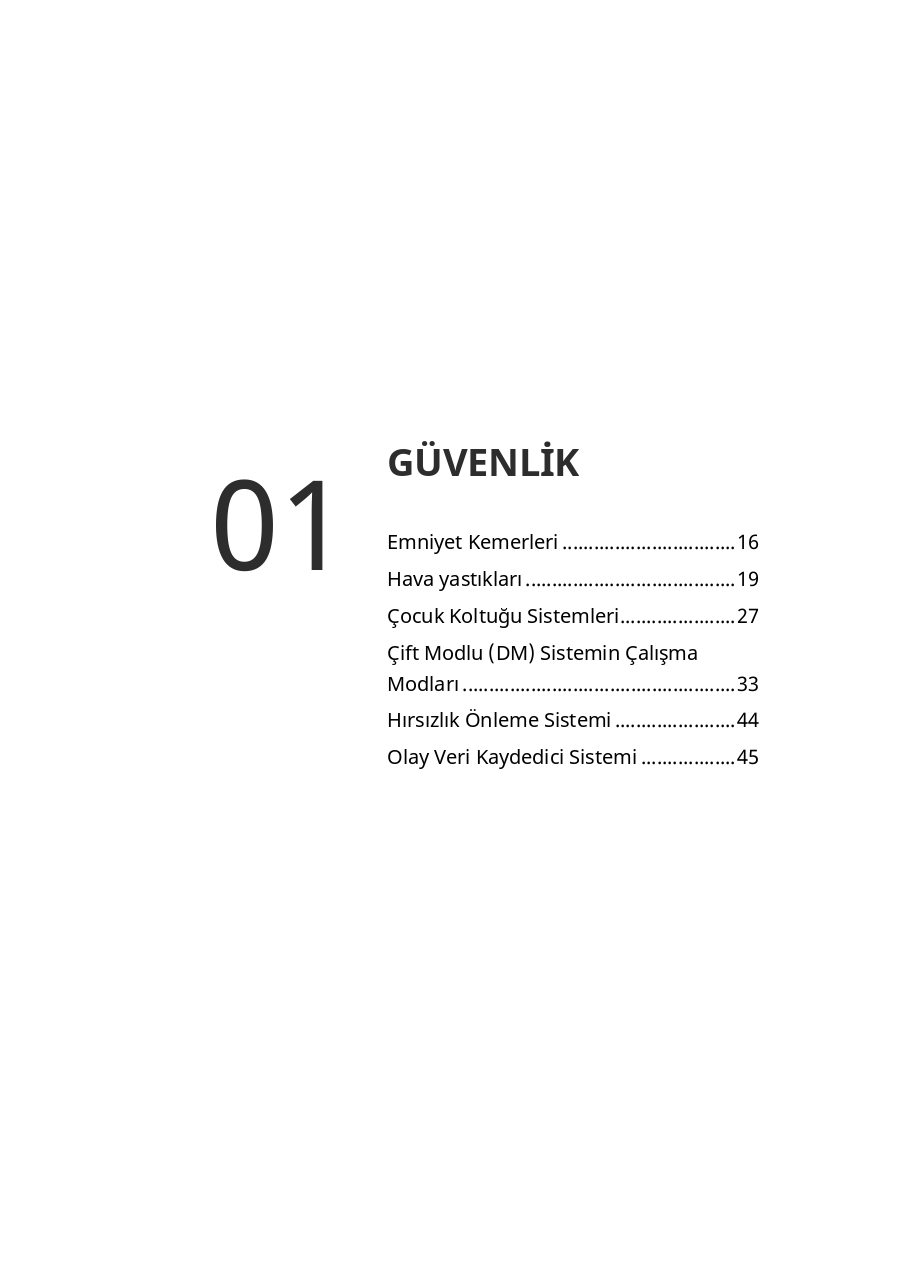 01
GÜVENLİK
Emniyet Kemerleri .................................16
Hava yastıkları ........................................19
Çocuk Koltuğu Sistemleri......................27
Çift Modlu (DM) Sistemin Çalışma
Modları ....................................................33
Hırsızlık Önleme Sistemi .......................44
Olay Veri Kaydedici Sistemi ..................45